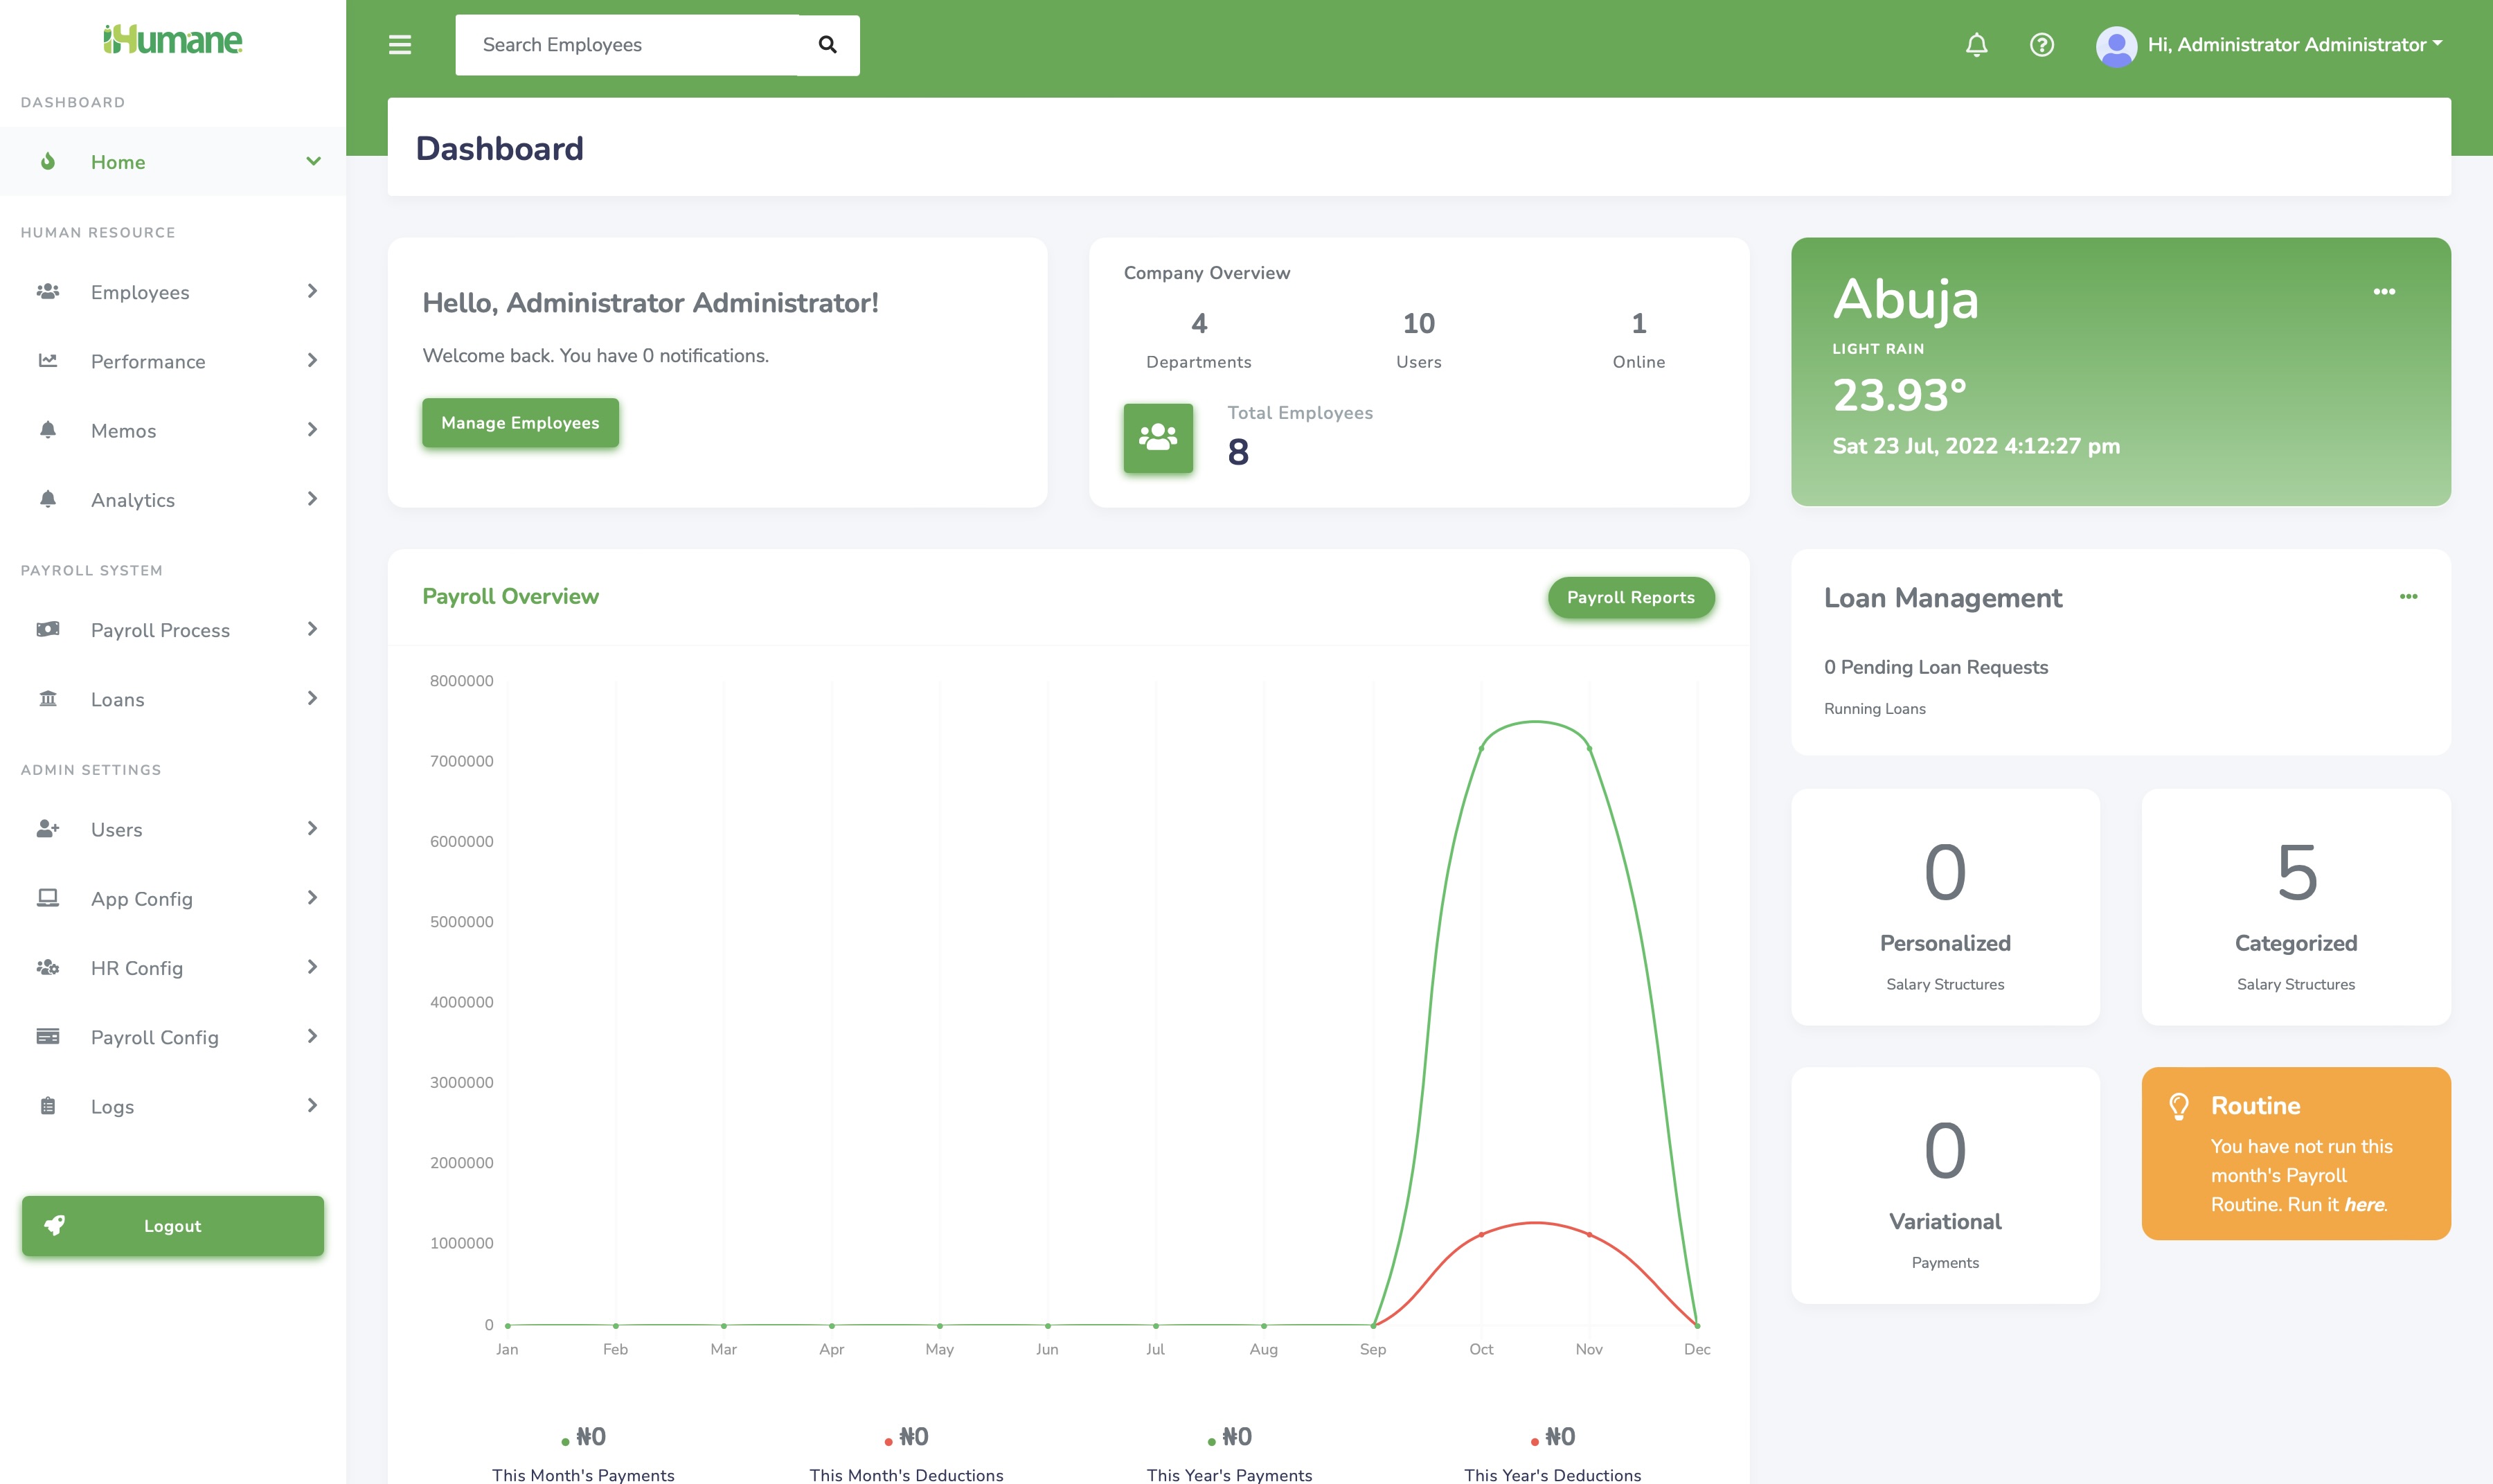 iHumane
Search Employees
Hi, Administrator Administrator
DASHBOARD
Home
HUMAN RESOURCE
Employees
Performance
Memos
Analytics
PAYROLL SYSTEM
Payroll Process
Loans
ADMIN SETTINGS
Users
App Config
HR Config
Payroll Config
Logs
Logout
Dashboard
Hello, Administrator Administrator!
Welcome back. You have 0 notifications.
Manage Employees
Company Overview
4
Departments
10
Users
1
Online
Total Employees
8
Abuja
LIGHT RAIN
23.93°
Sat 23 Jul, 2022 4:12:27 pm
Payroll Overview
Payroll Reports
8000000
7000000
6000000
5000000
4000000
3000000
2000000
1000000
0
Jan Feb Mar Apr May Jun Jul Aug Sep Oct Nov Dec
₦0
This Month's Payments
₦0
This Month's Deductions
₦0
This Year's Payments
₦0
This Year's Deductions
Loan Management
0 Pending Loan Requests
Running Loans
0
Personalized
Salary Structures
5
Categorized
Salary Structures
0
Variational
Payments
Routine
You have not run this
month's Payroll
Routine. Run it here.